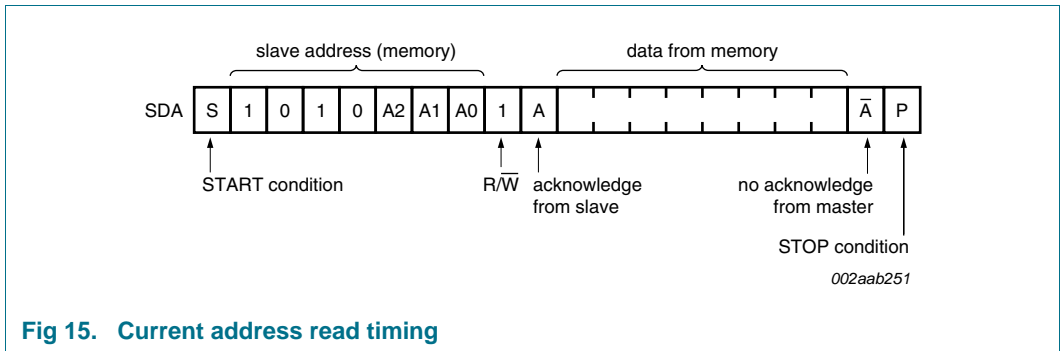 slave address (memory) data from memory
SDA S 1 0 1 0 A2 A1 A0 1 A A̅ P
START condition R/W̅ acknowledge from slave no acknowledge from master
STOP condition
002aab251
Fig 15. Current address read timing